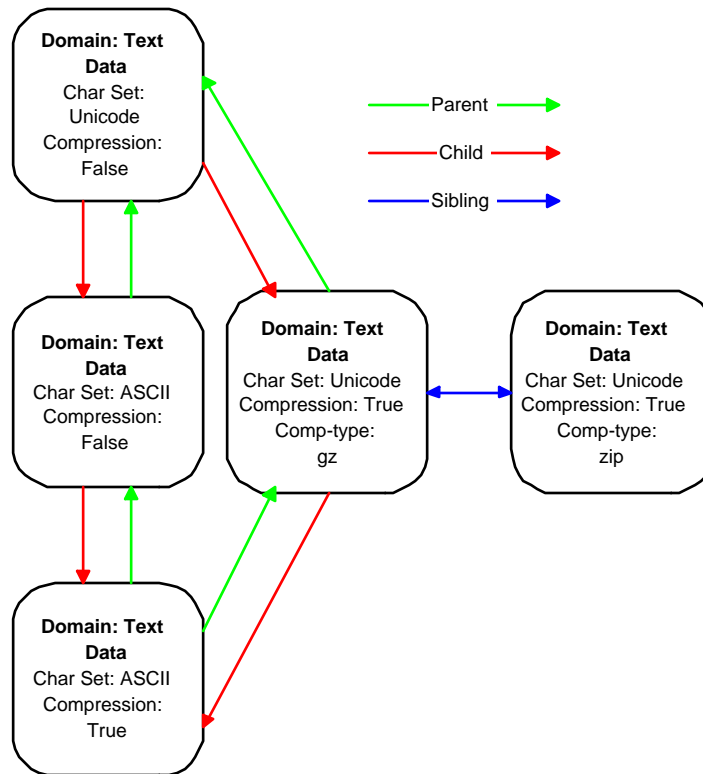 Domain: Text
Data
Char Set:
Unicode
Compression:
False
Parent
Child
Sibling
Domain: Text
Data
Char Set: ASCII
Compression:
False
Domain: Text
Data
Char Set: Unicode
Compression: True
Comp-type:
gz
Domain: Text
Data
Char Set: Unicode
Compression: True
Comp-type:
zip
Domain: Text
Data
Char Set: ASCII
Compression:
True